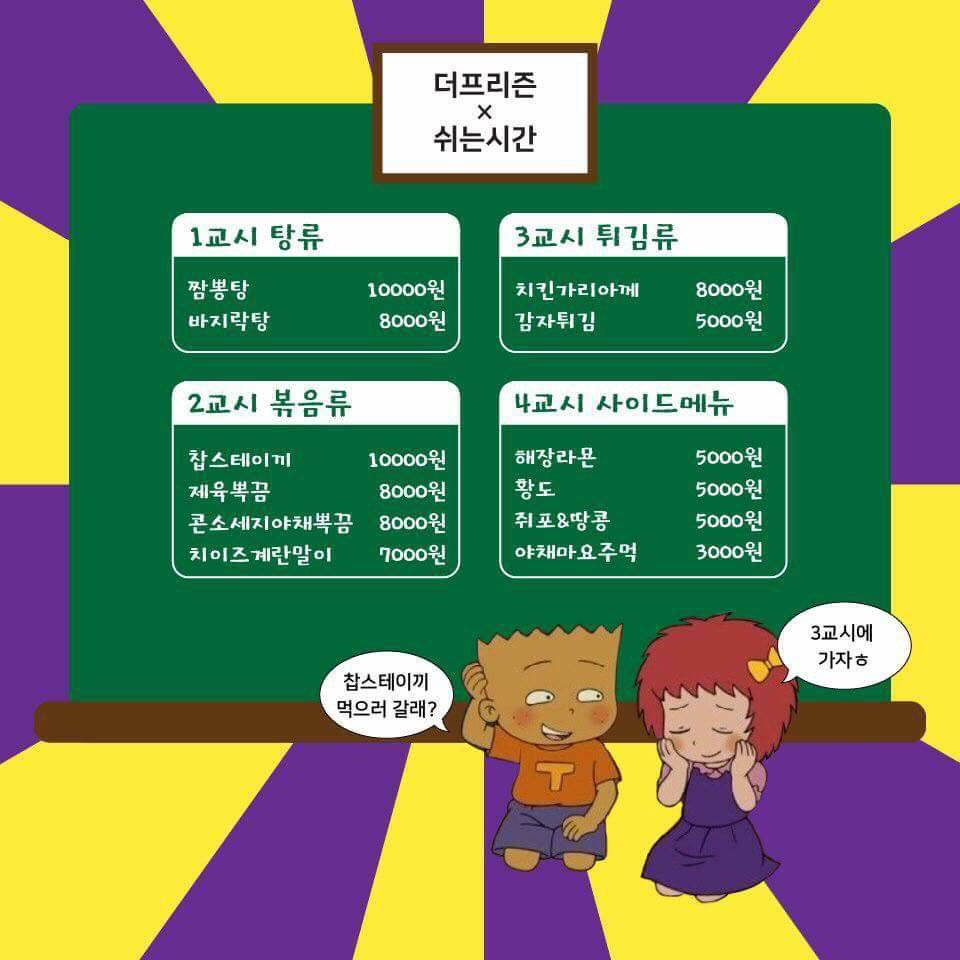 더프리즌
×
쉬는시간
1교시 탕류
짬뽕탕 10000원
바지락탕 8000원
2교시 볶음류
찹스테이끼 10000원
제육뽁끔 8000원
콘소세지야채뽁끔 8000원
치이즈계란말이 7000원
3교시 튀김류
치킨가리아께 8000원
감자튀김 5000원
4교시 사이드메뉴
해장라묜 5000원
황도 5000원
쥐포&땅콩 5000원
야채마요주먹 3000원
찹스테이끼
먹으러 갈래?
3교시에
가자ㅎ
T